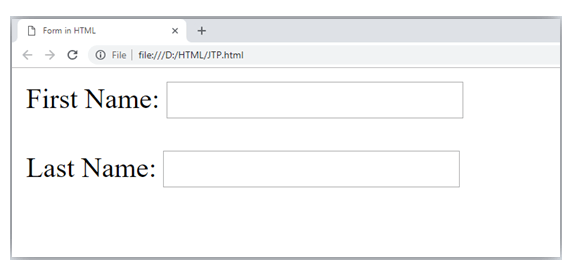 Form in HTML
File | file:///D:/HTML/JTP.html
First Name:
Last Name: